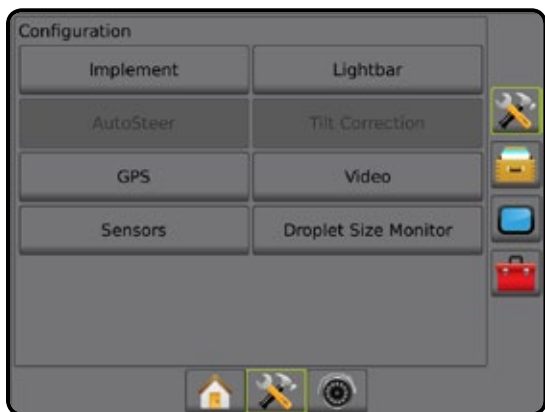 Configuration
Implement
Lightbar
AutoSteer
Tilt Correction
GPS
Video
Sensors
Droplet Size Monitor